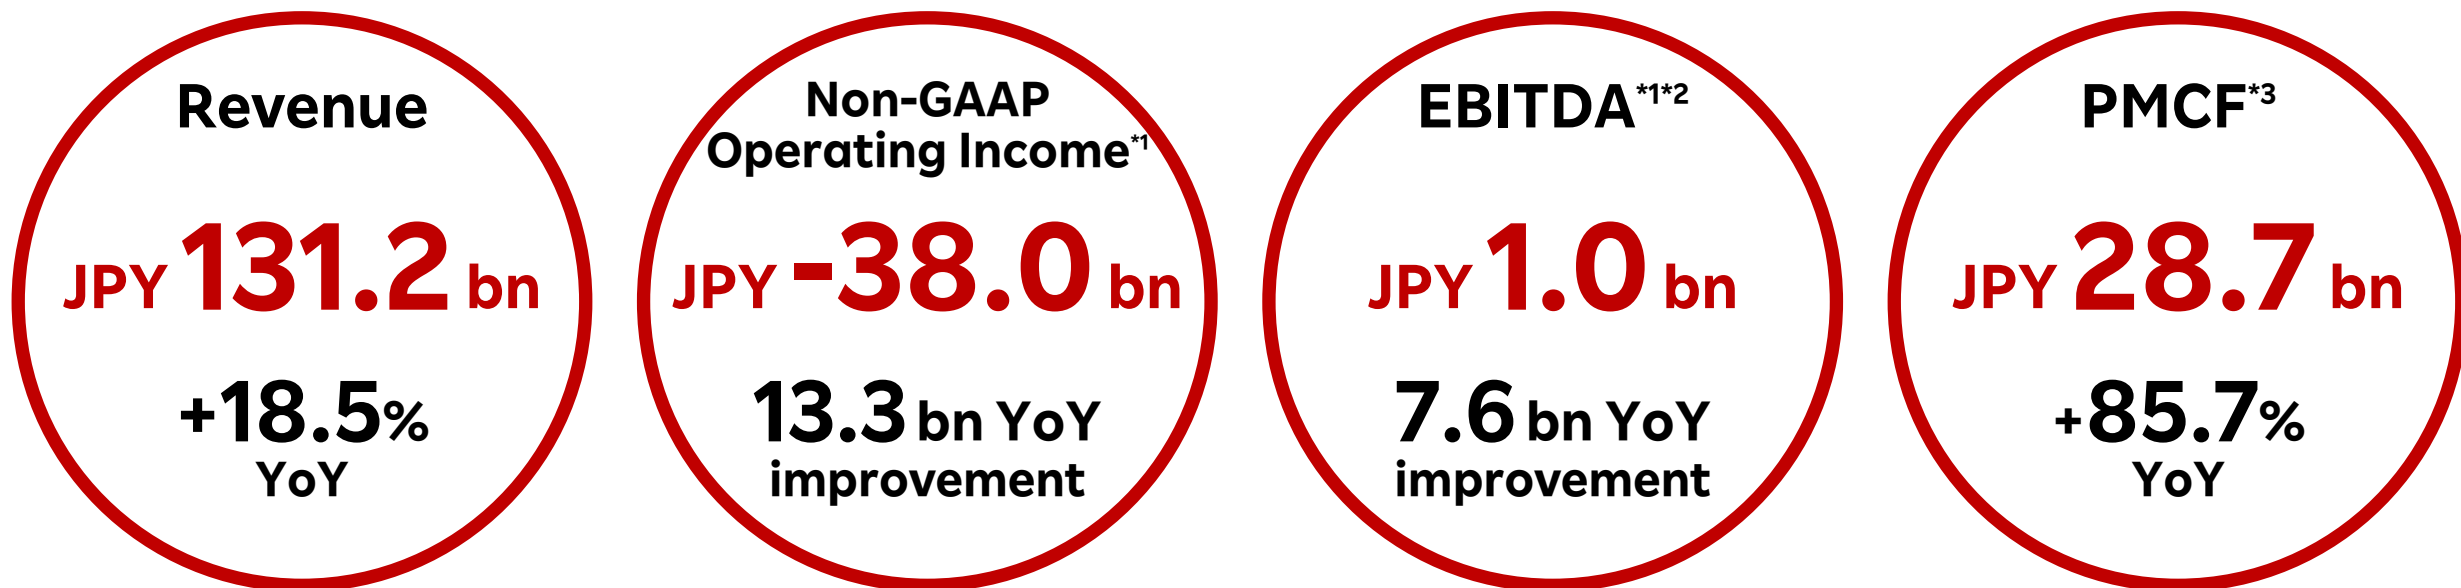 Revenue
JPY 131.2 bn
+18.5%
YoY
Non-GAAP
Operating Income*1
JPY -38.0 bn
13.3 bn YoY
improvement
EBITDA*1*2
JPY 1.0 bn
7.6 bn YoY
improvement
PMCF*3
JPY 28.7 bn
+85.7%
YoY